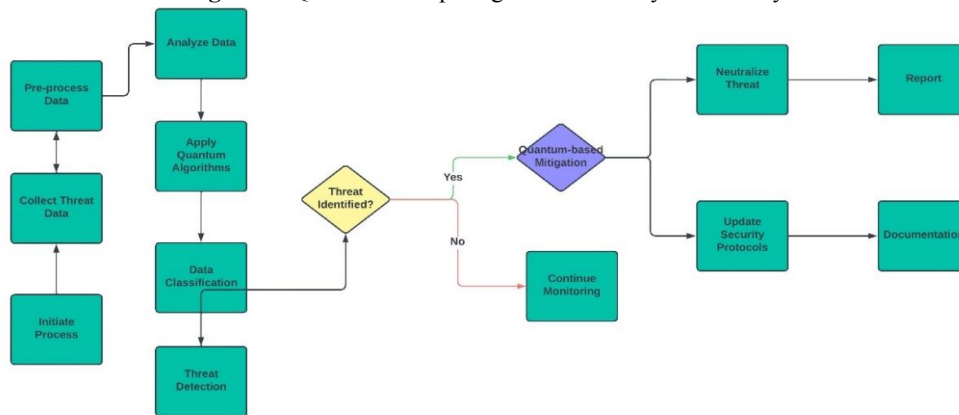 Analyze Data
Pre-process
Data
Neutralize
Threat
Report
Apply
Quantum
Algorithms
Quantum-based
Mitigation
Yes
Threat
Identified?
Collect Threat
Data
Update
Security
Protocols
Documentation
No
Data
Classification
Continue
Monitoring
Initiate
Process
Threat
Detection